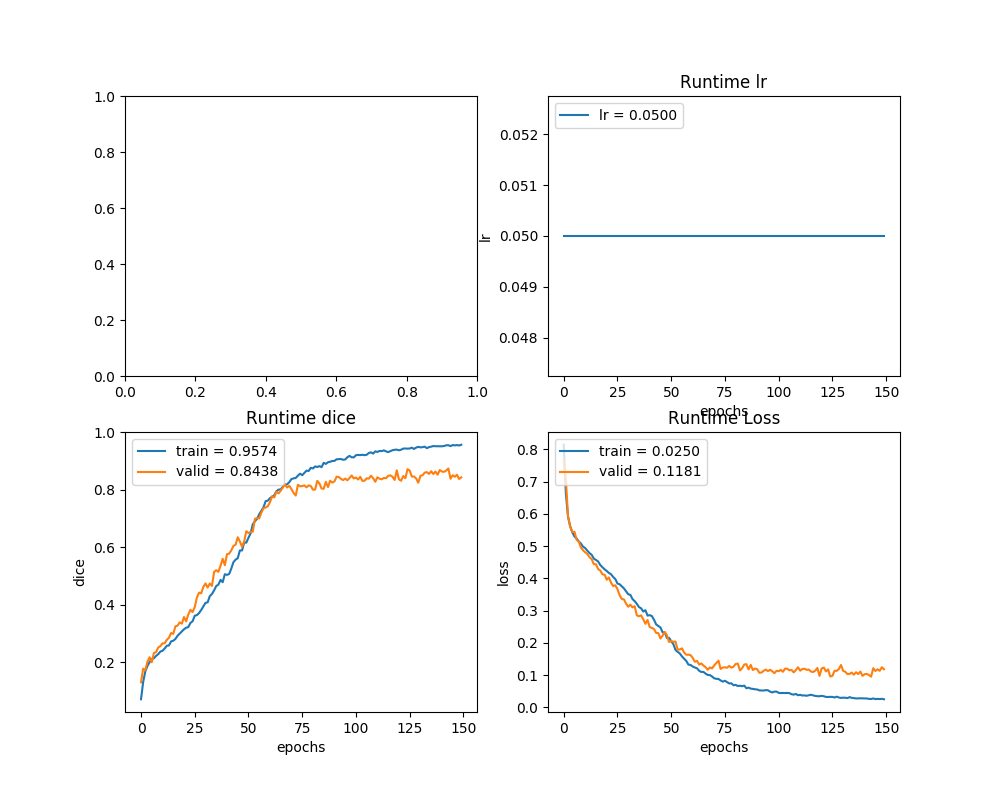 1.0
0.8
0.6
0.4
0.2
0.0
0.0 0.2 0.4 0.6 0.8 1.0
Runtime lr
lr = 0.0500
0.052
0.051
0.050
0.049
0.048
lr
0 25 50 75 100 125 150
epochs
Runtime dice
train = 0.9574
valid = 0.8438
1.0
0.8
0.6
0.4
0.2
dice
0 25 50 75 100 125 150
epochs
Runtime Loss
train = 0.0250
valid = 0.1181
0.8
0.7
0.6
0.5
0.4
0.3
0.2
0.1
0.0
loss
0 25 50 75 100 125 150
epochs